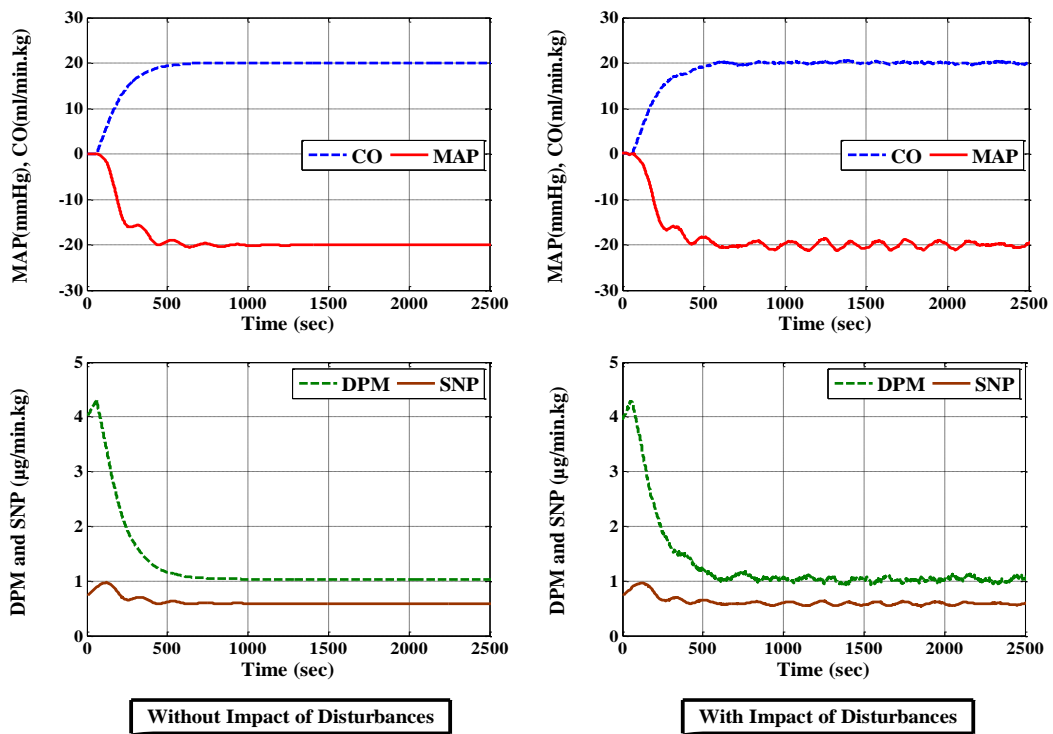 30
20
10
0
-10
-20
-30
MAP(mmHg), CO(ml/min.kg)
CO
MAP
0
500
1000
1500
2000
2500
Time (sec)
30
20
10
0
-10
-20
-30
MAP(mmHg), CO(ml/min.kg)
CO
MAP
0
500
1000
1500
2000
2500
Time (sec)
5
4
3
2
1
0
DPM and SNP (µg/min.kg)
DPM
SNP
0
500
1000
1500
2000
2500
Time (sec)
Without Impact of Disturbances
5
4
3
2
1
0
DPM and SNP (µg/min.kg)
DPM
SNP
0
500
1000
1500
2000
2500
Time (sec)
With Impact of Disturbances